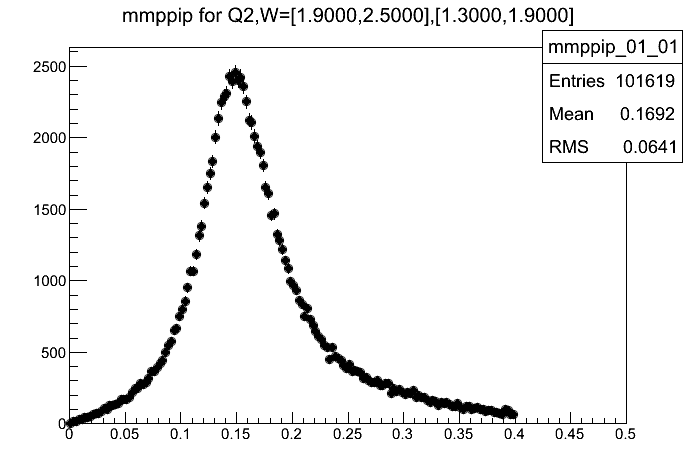 mmppip for Q2,W=[1.9000,2.5000],[1.3000,1.9000]
mmppip_01_01
Entries 101619
Mean 0.1692
RMS 0.0641
2500
2000
1500
1000
500
0
0 0.05 0.1 0.15 0.2 0.25 0.3 0.35 0.4 0.45 0.5